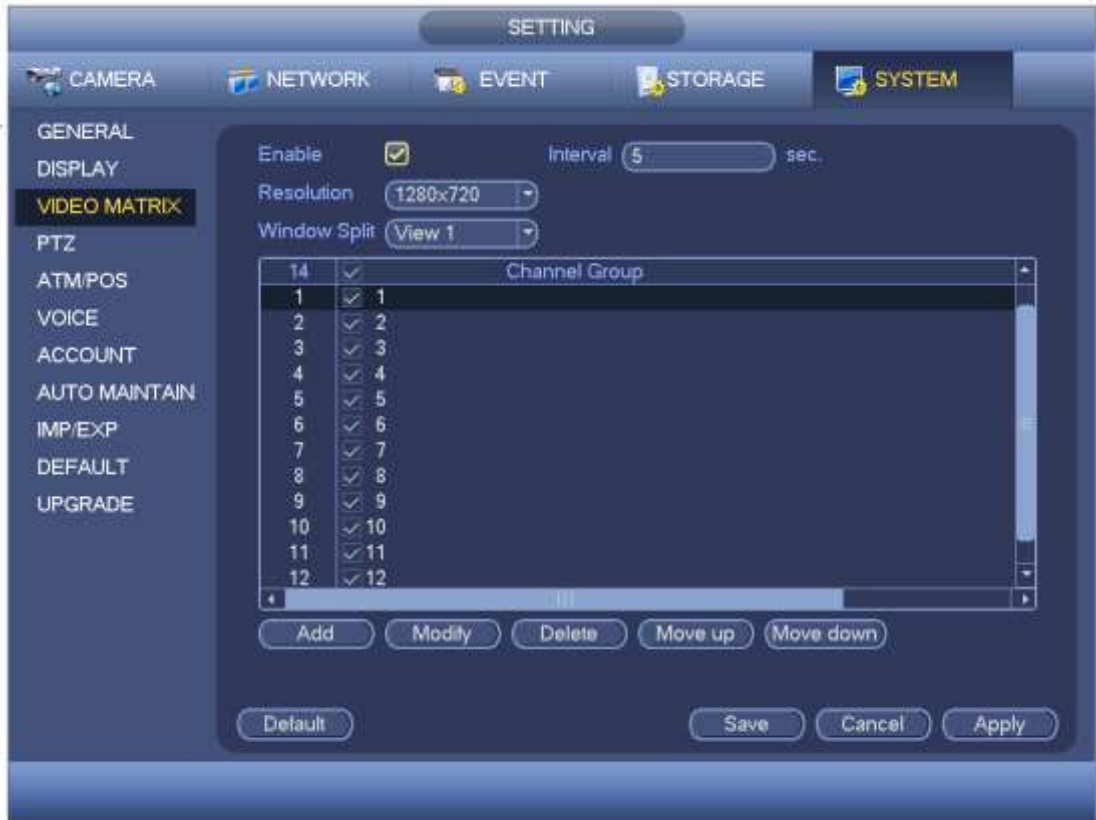 SETTING
CAMERA NETWORK EVENT STORAGE SYSTEM
GENERAL
DISPLAY
VIDEO MATRIX
PTZ
ATM/POS
VOICE
ACCOUNT
AUTO MAINTAIN
IMP/EXP
DEFAULT
UPGRADE
Enable Interval 5 sec.
Resolution 1280x720
Window Split View 1
14 Channel Group
1 1
2 2
3 3
4 4
5 5
6 6
7 7
8 8
9 9
10 10
11 11
12 12
Add Modify Delete Move up Move down
Default Save Cancel Apply